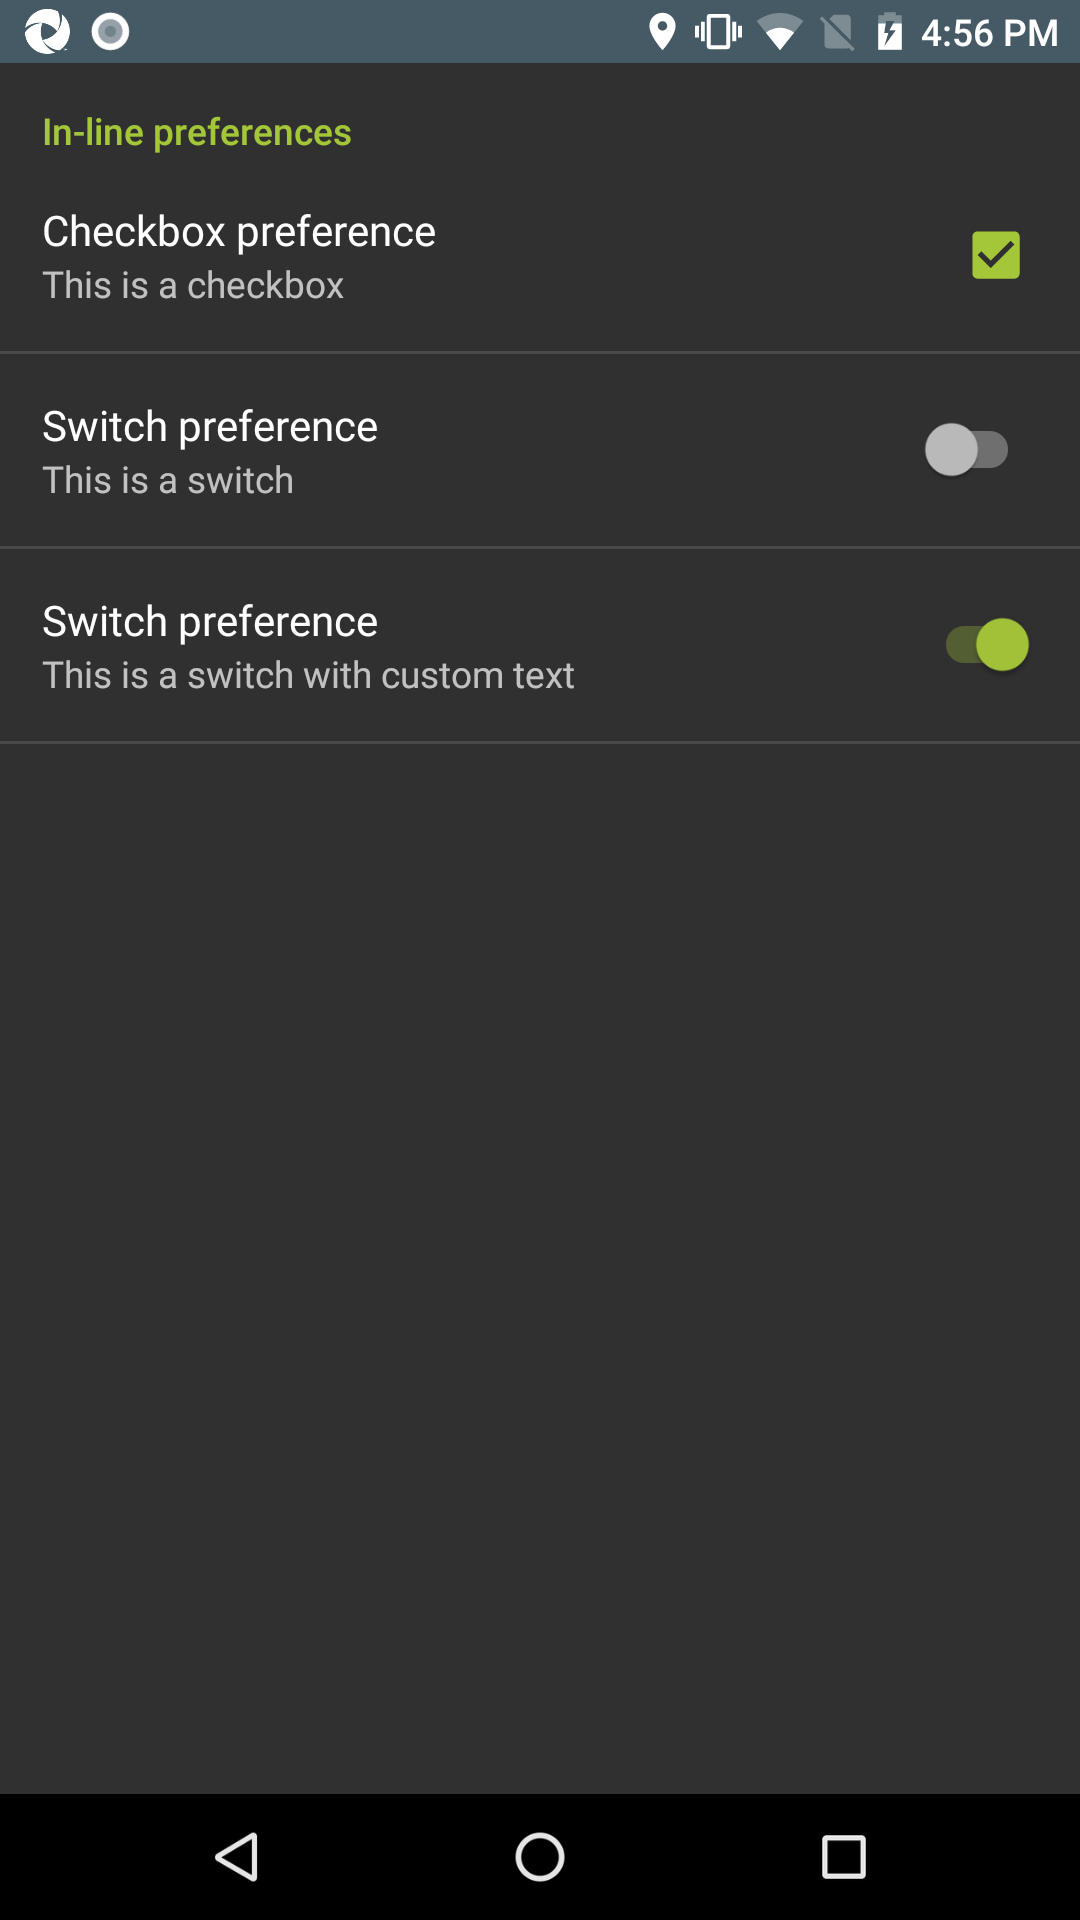 4:56 PM
In-line preferences
Checkbox preference
This is a checkbox
Switch preference
This is a switch
Switch preference
This is a switch with custom text